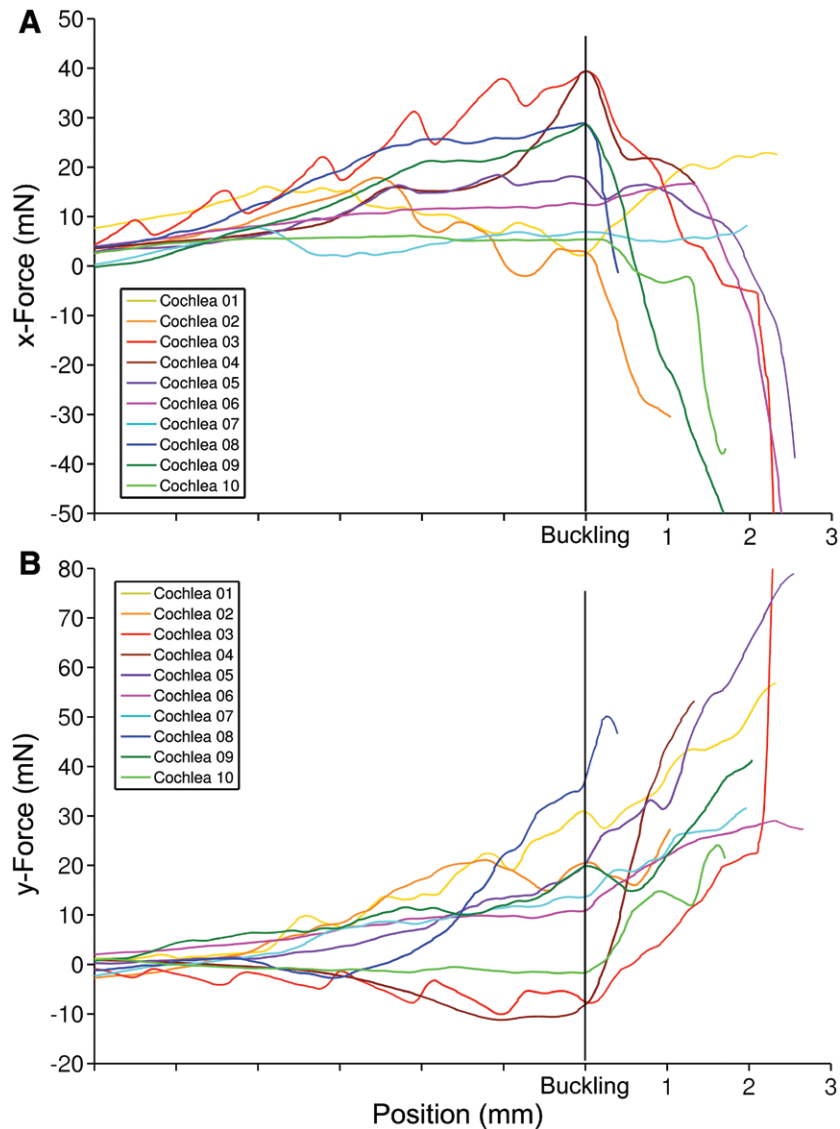 A
50
40
30
20
10
0
-10
-20
-30
-40
-50
x-Force (mN)
Cochlea 01
Cochlea 02
Cochlea 03
Cochlea 04
Cochlea 05
Cochlea 06
Cochlea 07
Cochlea 08
Cochlea 09
Cochlea 10
Buckling 1 2 3
B
80
70
60
50
40
30
20
10
0
-10
-20
y-Force (mN)
Cochlea 01
Cochlea 02
Cochlea 03
Cochlea 04
Cochlea 05
Cochlea 06
Cochlea 07
Cochlea 08
Cochlea 09
Cochlea 10
Buckling 1 2 3
Position (mm)